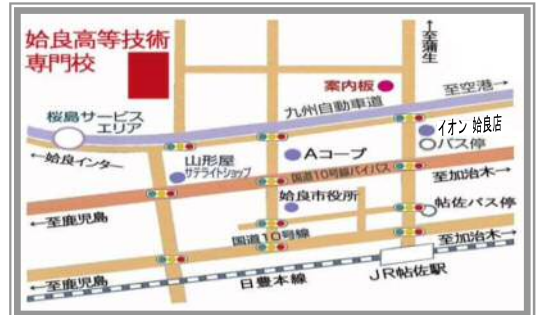 始良高等技術
専門校
至蒲生
案内板
至空港
九州自動車道
桜島サービス
エリア
イオン 姶良店
バス停
始良インター
山形屋
サテライトショップ
Aコープ
国道10号線バイパス
至加治木
始良市役所
帖佐バス停
至鹿児島
国道10号線
至加治木
至鹿児島
日豊本線
JR帖佐駅